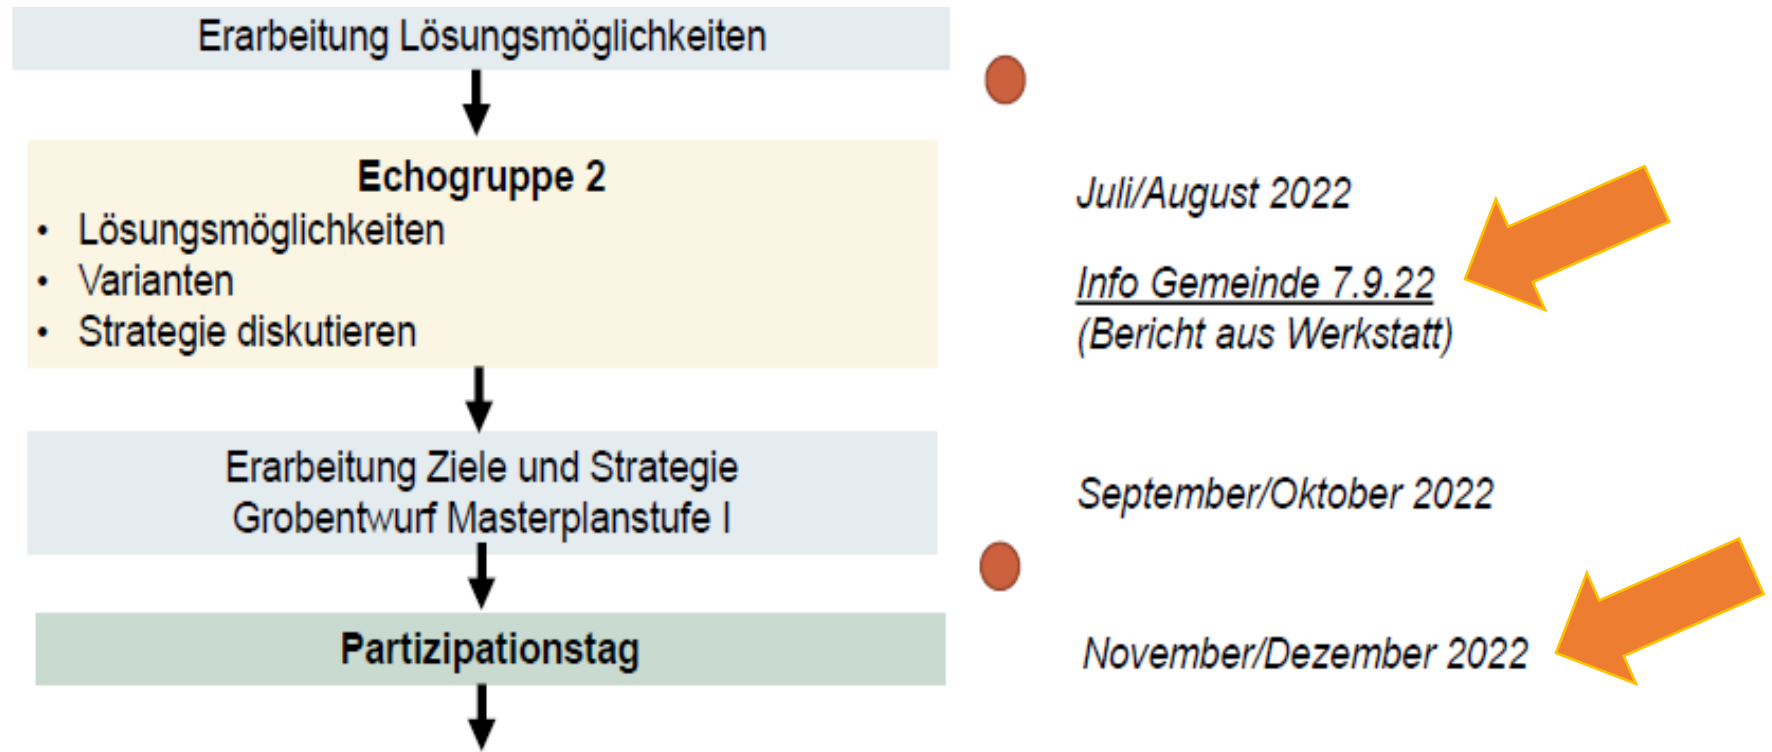 Erarbeitung Lösungsmöglichkeiten
Echogruppe 2
• Lösungsmöglichkeiten
• Varianten
• Strategie diskutieren
Juli/August 2022
Info Gemeinde 7.9.22
(Bericht aus Werkstatt)
Erarbeitung Ziele und Strategie
Grobentwurf Masterplanstufe I
September/Oktober 2022
Partizipationstag
November/Dezember 2022